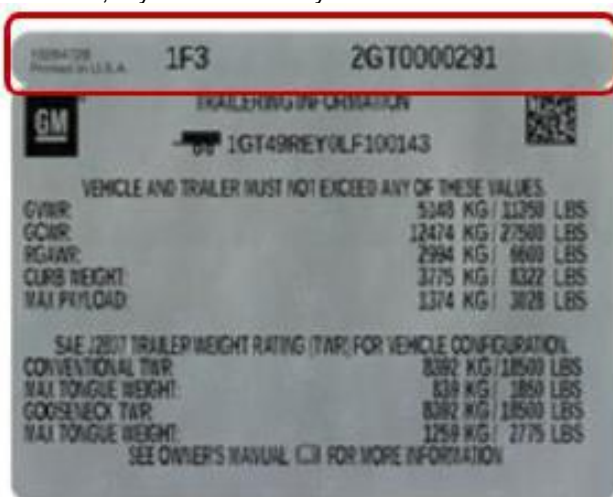 Printed in U.S.A.
1F3 2GT0000291
GM
TRAILERING INFORMATION
1GT49REY0LF100143
VEHICLE AND TRAILER MUST NOT EXCEED ANY OF THESE VALUES.
GVWR: 5148 KG/ 11350 LBS
GCWR: 12474 KG/ 27500 LBS
RGAWR: 2994 KG/ 6600 LBS
CURB WEIGHT: 3775 KG/ 8322 LBS
MAX PAYLOAD: 1374 KG/ 3028 LBS
SAE J2807 TRAILER WEIGHT RATING (TWR) FOR VEHICLE CONFIGURATION.
CONVENTIONAL TWR: 8392 KG/18500 LBS
MAX TONGUE WEIGHT: 839 KG/ 1850 LBS
GOOSENECK TWR: 8392 KG/18500 LBS
MAX TONGUE WEIGHT: 1259 KG/ 2775 LBS
SEE OWNER'S MANUAL FOR MORE INFORMATION